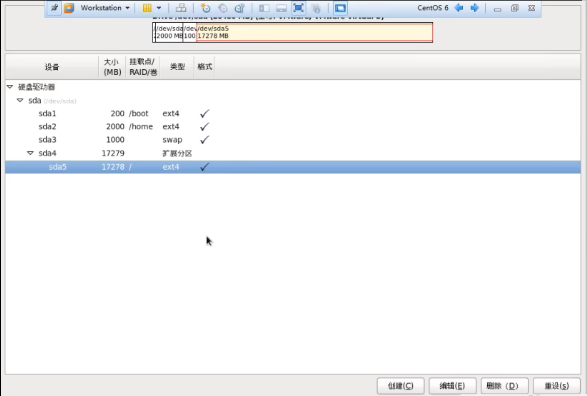 Workstation
CentOS 6
/dev/sda5
2000 MB 100 17278 MB
设备 大小 (MB) 挂载点/ RAID/卷 类型 格式
硬盘驱动器
sda (/dev/sda)
sda1 200 /boot ext4 ✓
sda2 2000 /home ext4 ✓
sda3 1000 swap ✓
sda4 17279 扩展分区
sda5 17278 / ext4 ✓
创建(C) 编辑(E) 删除（D） 重设(s)